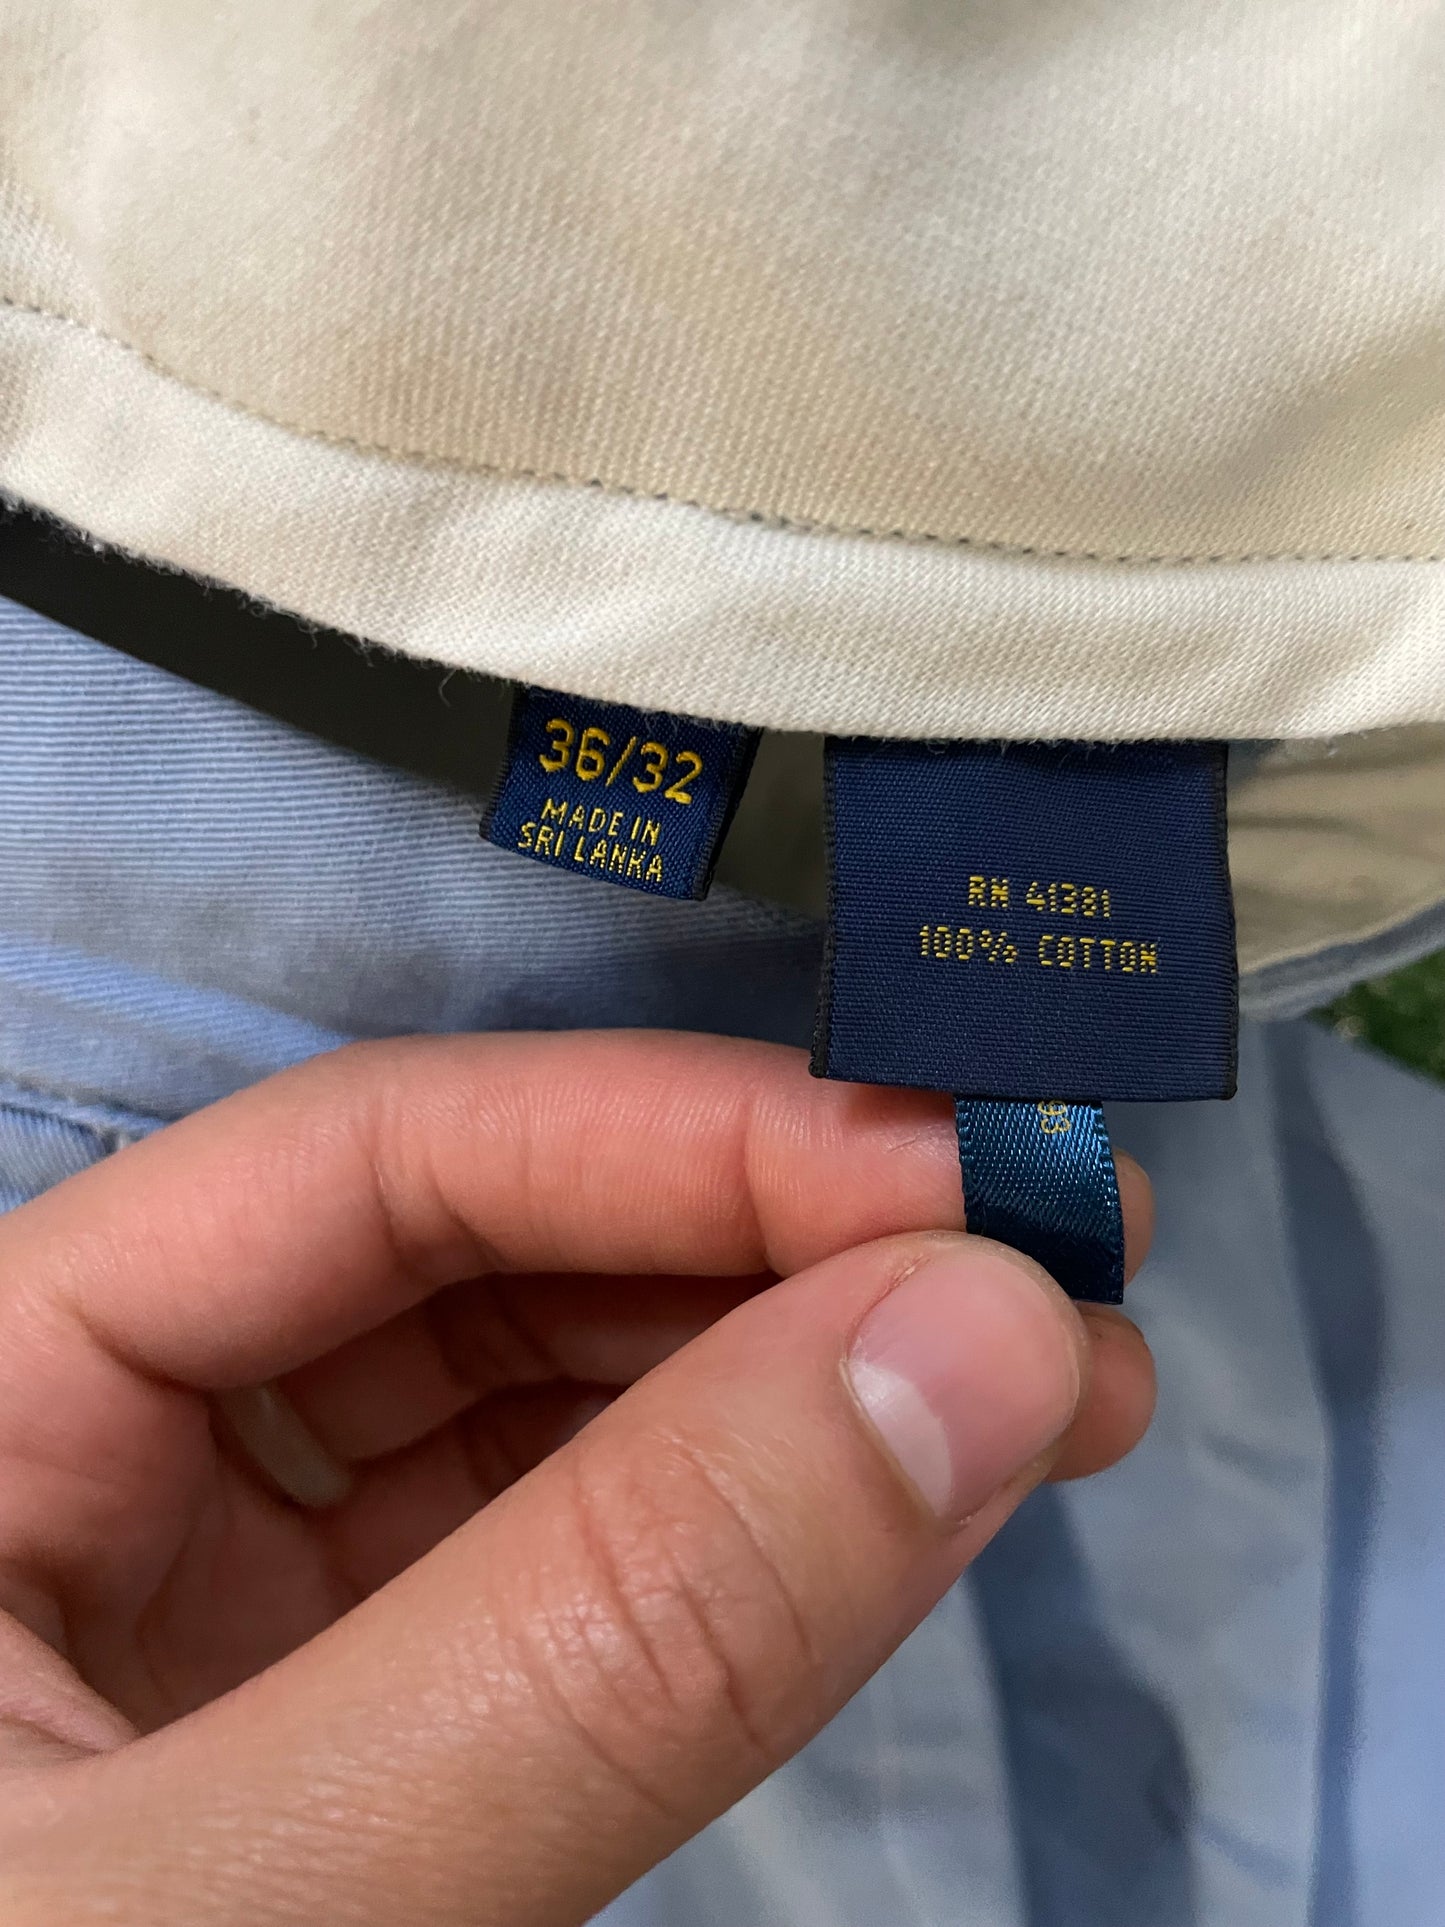 36/32
MADE IN
SRI LANKA
RN 41381
100% COTTON